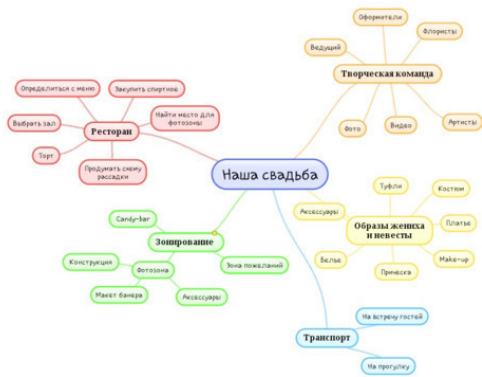 Оформители
Флористы
Ведущий
Творческая команда
Фото
Видео
Артисты
Определиться с меню
Закупить спиртное
Выбрать зал
Найти место для
фотозоны
Ресторан
Торт
Продумать схему
рассадки
Наша свадьба
Туфли
Костюм
Аксессуары
Платье
Образы жениха
и невесты
Белье
Make-up
Прическа
Candy-bar
Зонирование
Конструкция
Фотозона
Зона пожеланий
Макет банера
Аксессуары
На встречу гостей
Транспорт
На прогулку